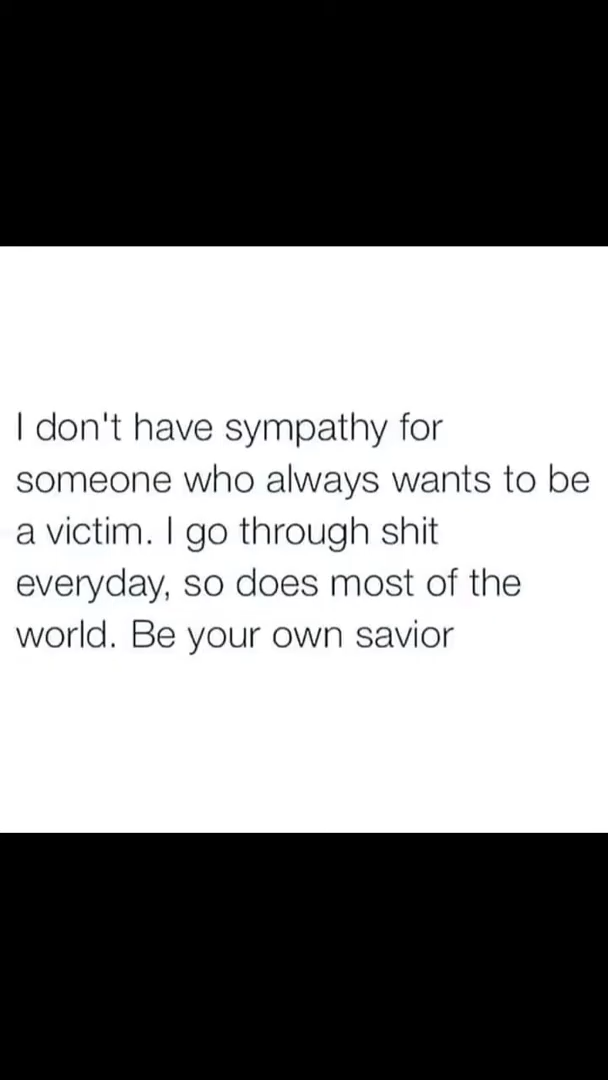 I don't have sympathy for
someone who always wants to be
a victim. I go through shit
everyday, so does most of the
world. Be your own savior